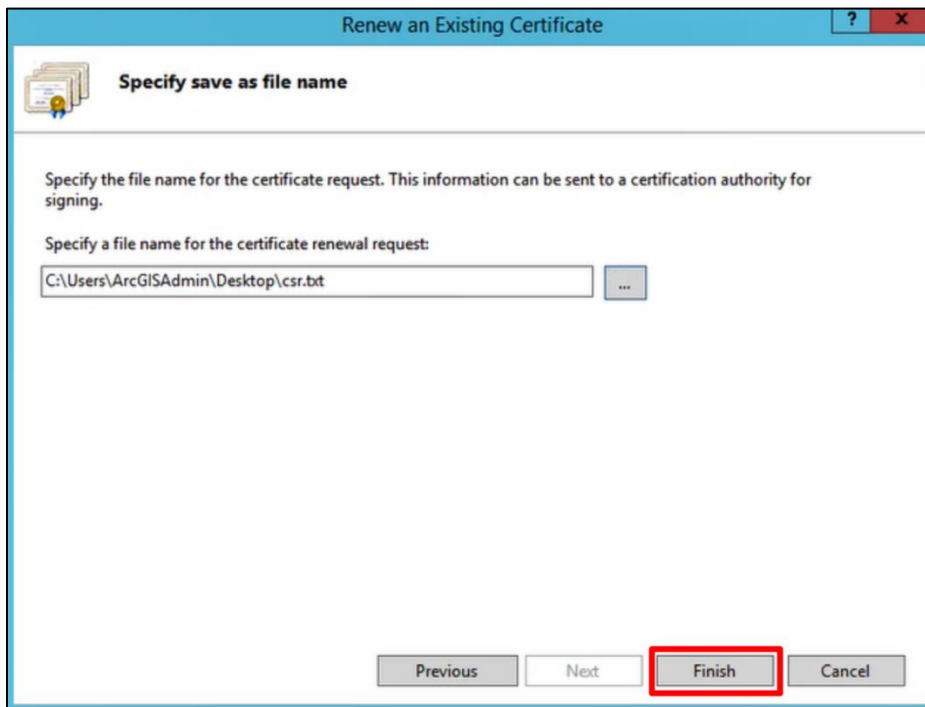 Renew an Existing Certificate
? x
Specify save as file name
Specify the file name for the certificate request. This information can be sent to a certification authority for
signing.
Specify a file name for the certificate renewal request:
C:\Users\ArcGISAdmin\Desktop\csr.txt
...
Previous Next Finish Cancel